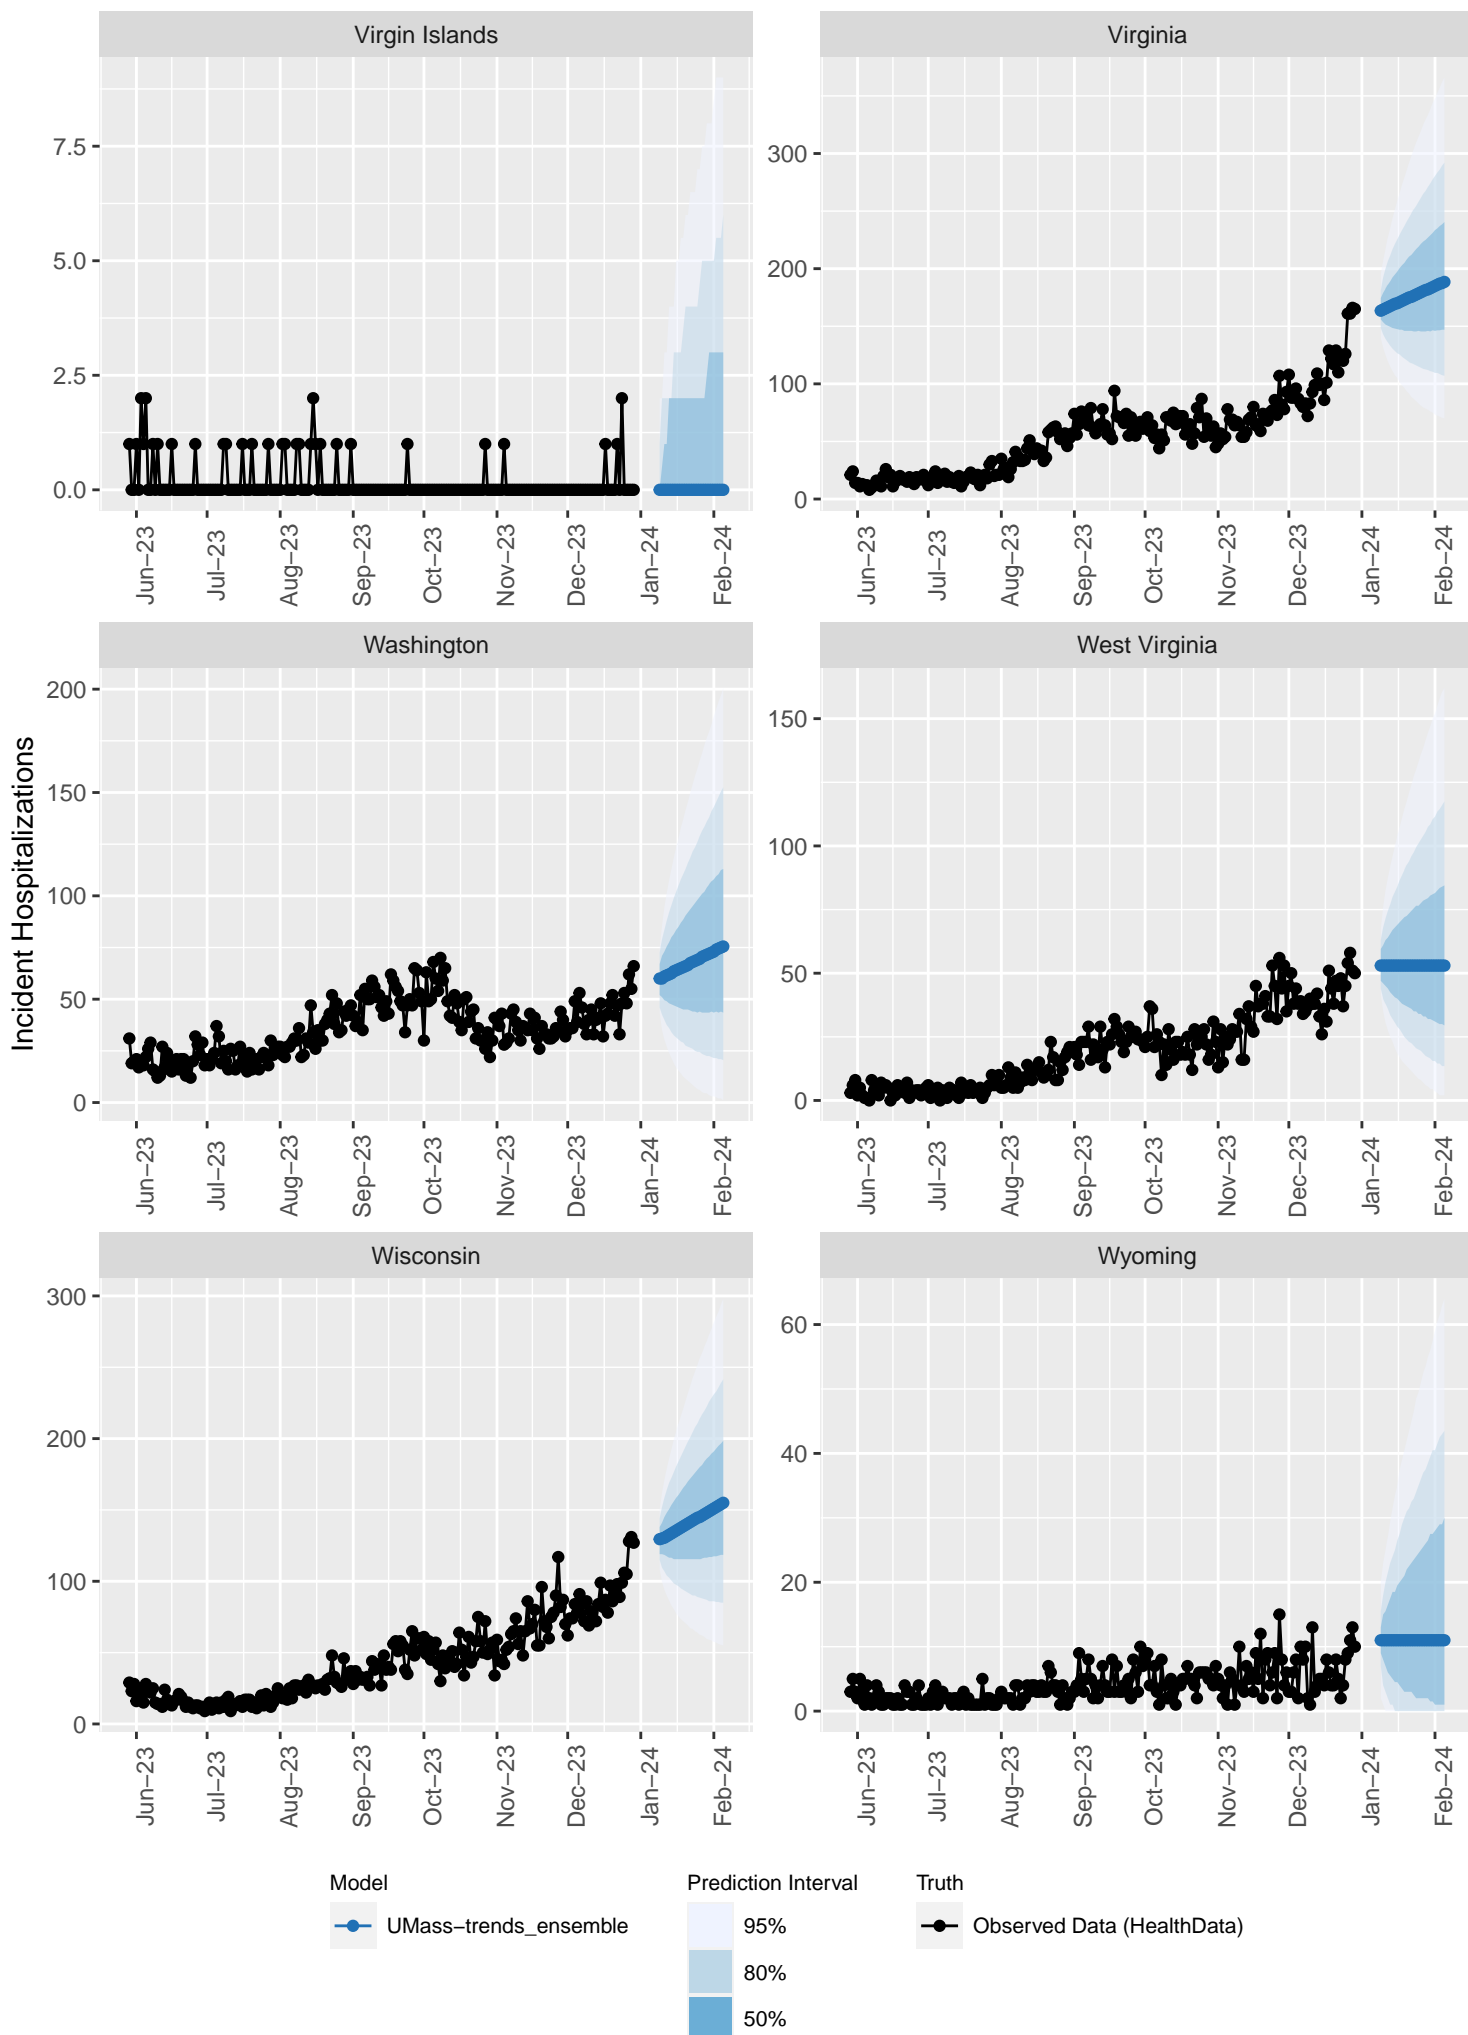 Virgin Islands
Virginia
7.5
5.0
2.5
0.0
300
200
100
0
Jun−23
Jul−23
Aug−23
Sep−23
Oct−23
Nov−23
Dec−23
Jan−24
Feb−24
Jun−23
Jul−23
Aug−23
Sep−23
Oct−23
Nov−23
Dec−23
Jan−24
Feb−24
Incident Hospitalizations
Washington
West Virginia
200
150
100
50
0
150
100
50
0
Jun−23
Jul−23
Aug−23
Sep−23
Oct−23
Nov−23
Dec−23
Jan−24
Feb−24
Jun−23
Jul−23
Aug−23
Sep−23
Oct−23
Nov−23
Dec−23
Jan−24
Feb−24
Wisconsin
Wyoming
300
200
100
0
60
40
20
0
Jun−23
Jul−23
Aug−23
Sep−23
Oct−23
Nov−23
Dec−23
Jan−24
Feb−24
Jun−23
Jul−23
Aug−23
Sep−23
Oct−23
Nov−23
Dec−23
Jan−24
Feb−24
Model
UMass−trends_ensemble
Prediction Interval
95%
80%
50%
Truth
Observed Data (HealthData)